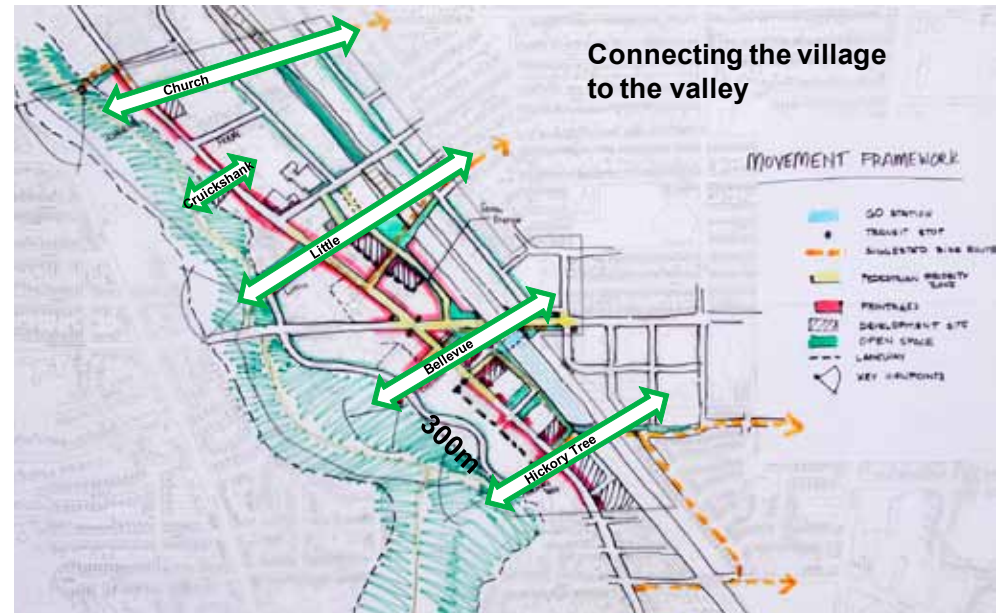 Connecting the village
to the valley
Church
Cruickshank
Little
Bellevue
300m
Hickory Tree
MOVEMENT FRAMEWORK
GO STATION
TRANSIT STOP
SUGGESTED BIKE ROUTE
PEDESTRIAN PRIORITY
ZONE
FRONTAGES
DEVELOPMENT SITE
OPEN SPACE
LANEWAY
KEY VIEWPOINTS